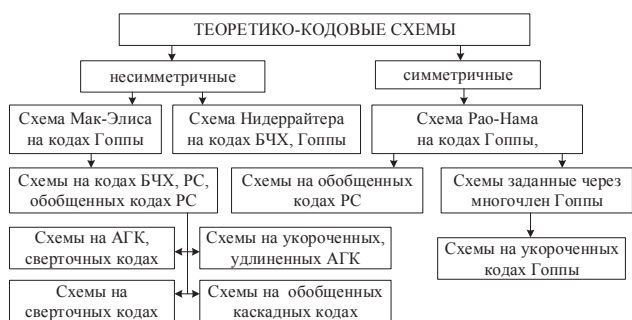 ТЕОРЕТИКО-КОДОВЫЕ СХЕМЫ
несимметричные
симметричные
Схема Мак-Элиса
на кодах Гоппы
Схема Нидеррайтера
на кодах БЧХ, Гоппы
Схема Рао-Нама
на кодах Гоппы,
Схемы на кодах БЧХ, РС,
обобщенных кодах РС
Схемы на обобщенных
кодах РС
Схемы заданные через
многочлен Гоппы
Схемы на АГК,
сверточных кодах
Схемы на укороченных,
удлиненных АГК
Схемы на укороченных
кодах Гоппы
Схемы на
сверточных кодах
Схемы на обобщенных
каскадных кодах